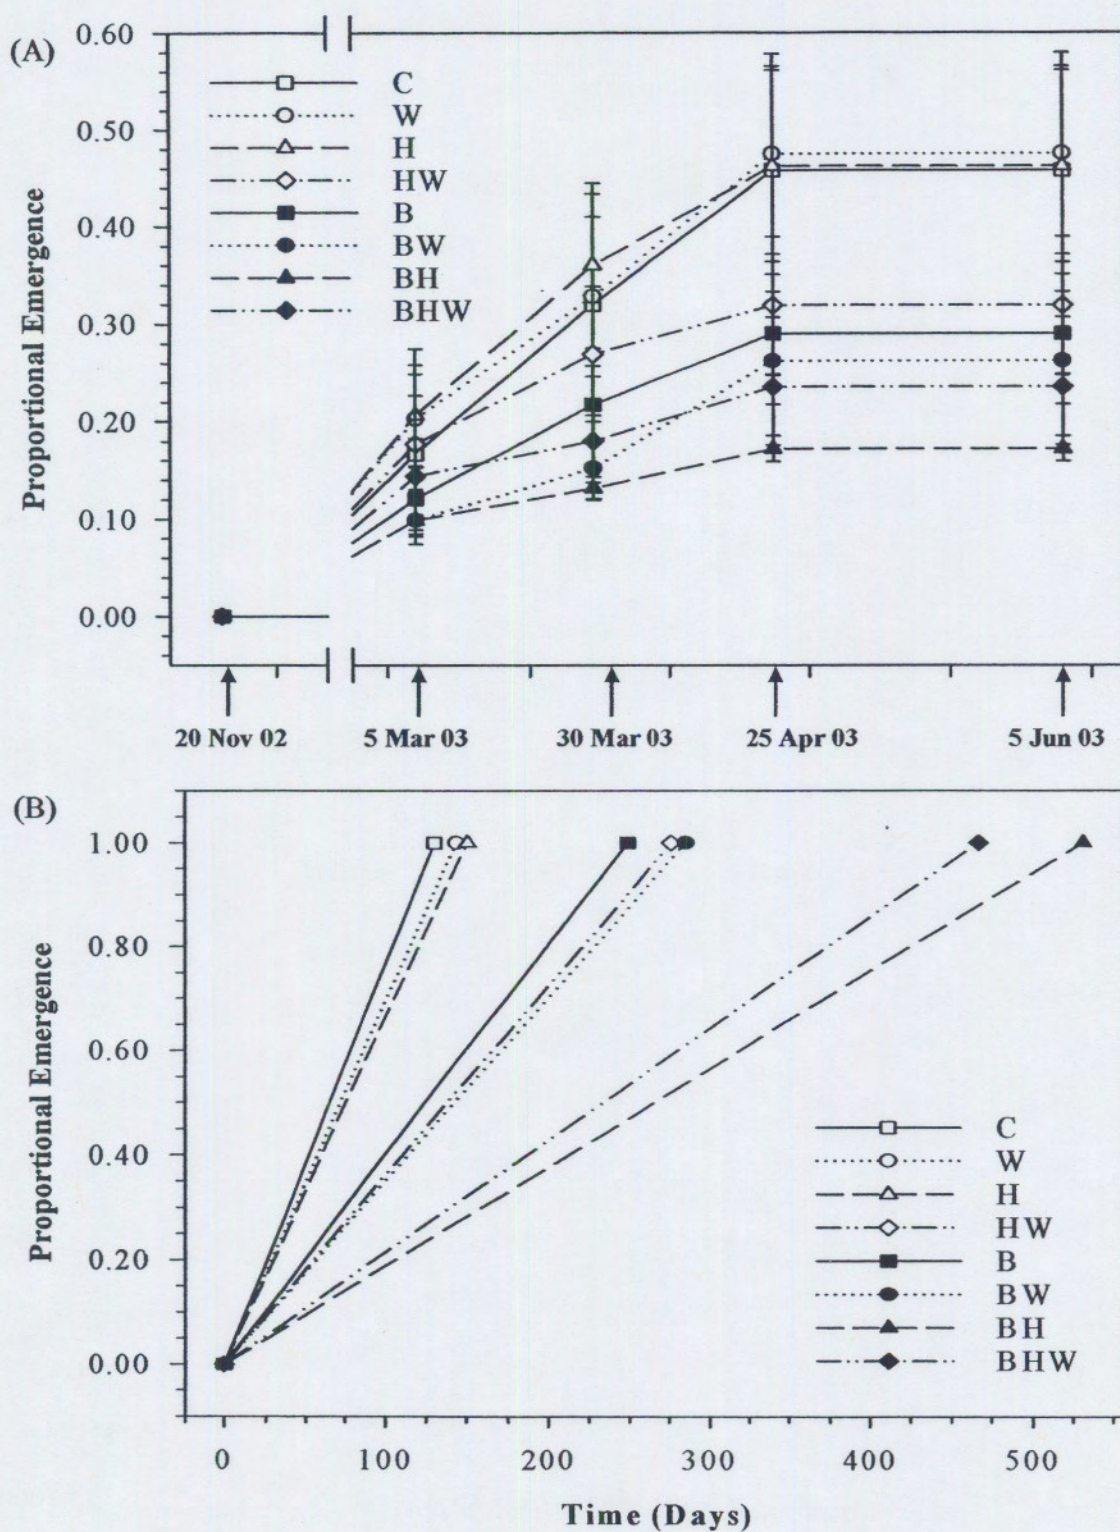 (A)
0.60
0.50
0.40
0.30
0.20
0.10
0.00
Proportional Emergence
C
W
H
HW
B
BW
BH
BHW
20 Nov 02
5 Mar 03
30 Mar 03
25 Apr 03
5 Jun 03
(B)
1.00
0.80
0.60
0.40
0.20
0.00
Proportional Emergence
C
W
H
HW
B
BW
BH
BHW
0
100
200
300
400
500
Time (Days)